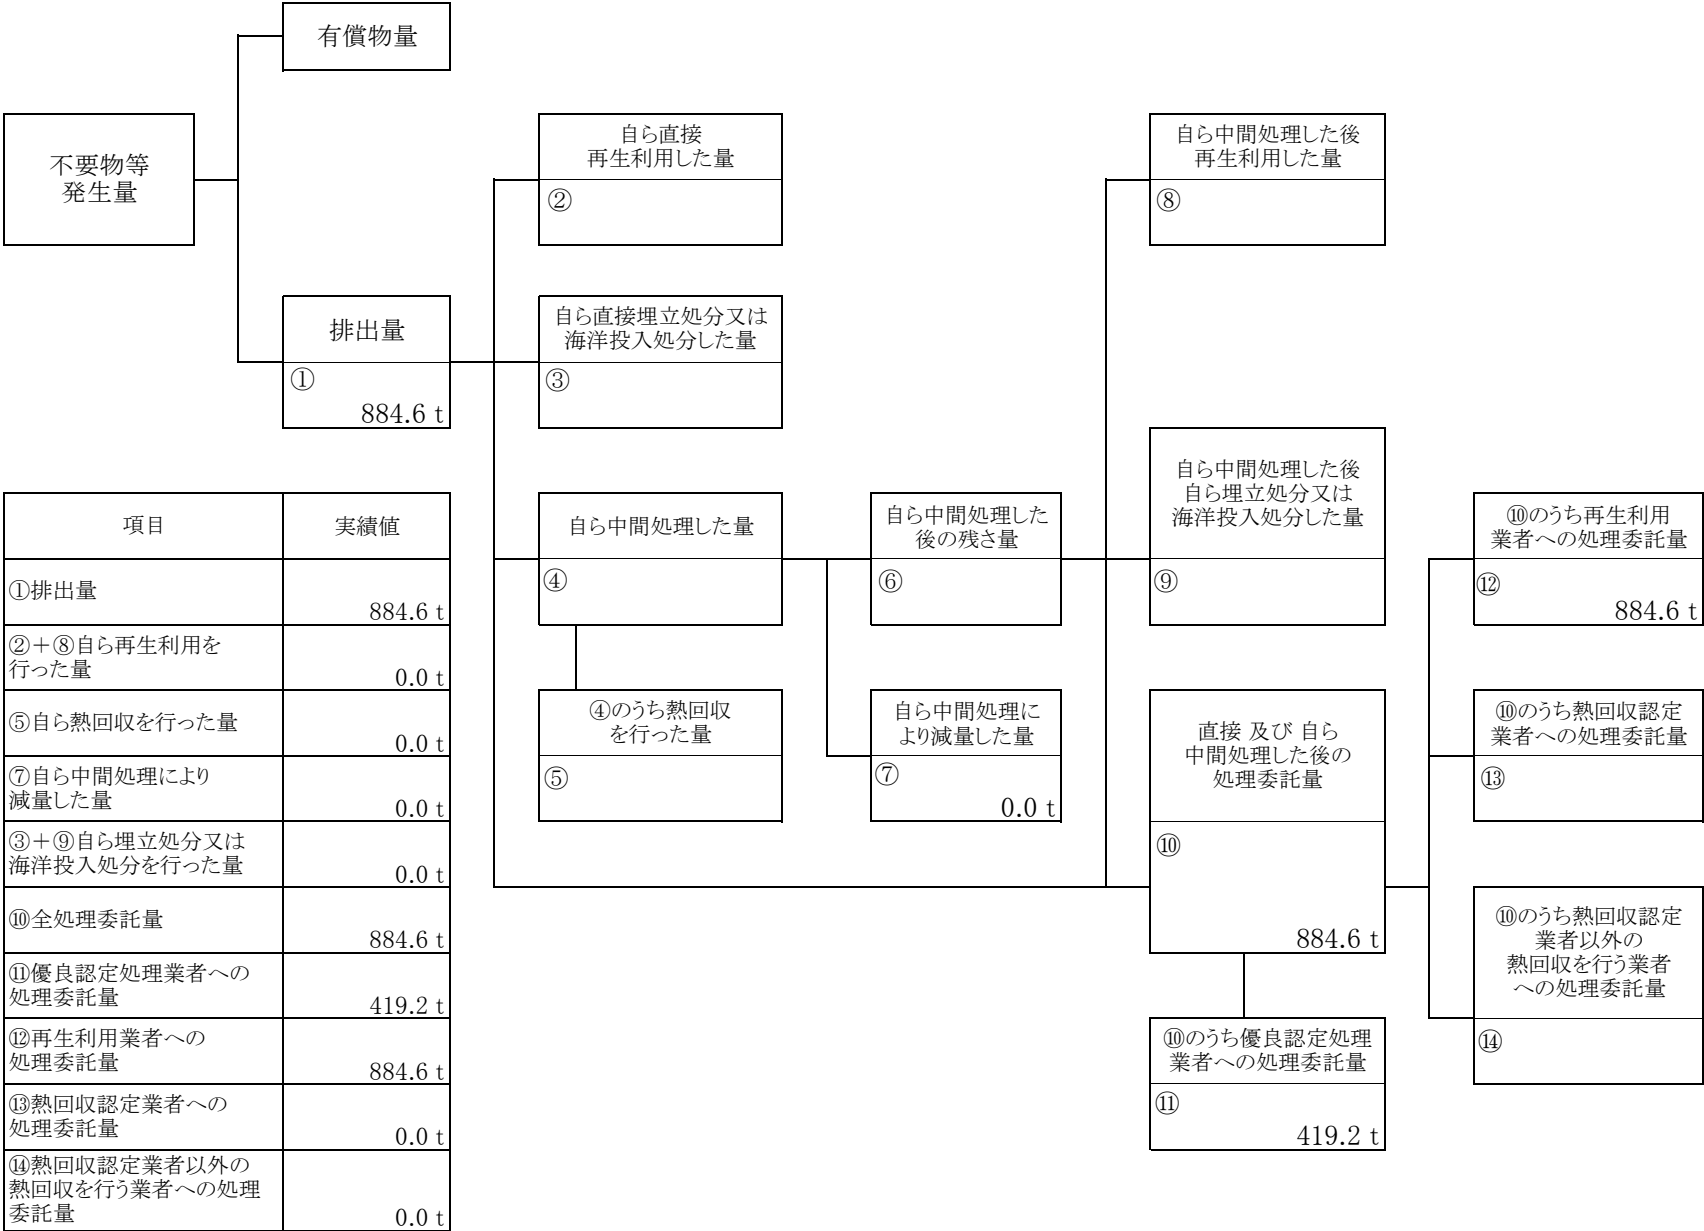 有償物量
不要物等
発生量
排出量
①
884.6 t
自ら直接
再生利用した量
②
自ら直接埋立処分又は
海洋投入処分した量
③
自ら中間処理した量
④
④のうち熱回収
を行った量
⑤
自ら中間処理した
後の残さ量
⑥
自ら中間処理に
より減量した量
⑦
0.0 t
自ら中間処理した後
再生利用した量
⑧
自ら中間処理した後
自ら埋立処分又は
海洋投入処分した量
⑨
直接 及び 自ら
中間処理した後の
処理委託量
⑩
884.6 t
⑩のうち優良認定処理
業者への処理委託量
⑪
419.2 t
⑩のうち再生利用
業者への処理委託量
⑫
884.6 t
⑩のうち熱回収認定
業者への処理委託量
⑬
⑩のうち熱回収認定
業者以外の
熱回収を行う業者
への処理委託量
⑭
項目
実績値
①排出量
884.6 t
②＋⑧自ら再生利用を
行った量
0.0 t
⑤自ら熱回収を行った量
0.0 t
⑦自ら中間処理により
減量した量
0.0 t
③＋⑨自ら埋立処分又は
海洋投入処分を行った量
0.0 t
⑩全処理委託量
884.6 t
⑪優良認定処理業者への
処理委託量
419.2 t
⑫再生利用業者への
処理委託量
884.6 t
⑬熱回収認定業者への
処理委託量
0.0 t
⑭熱回収認定業者以外の
熱回収を行う業者への処理
委託量
0.0 t